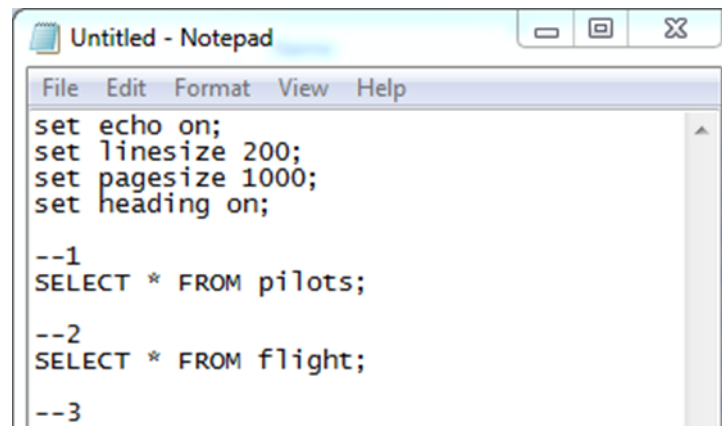 Untitled - Notepad
File Edit Format View Help
set echo on;
set linesize 200;
set pagesize 1000;
set heading on;
--1
SELECT * FROM pilots;
--2
SELECT * FROM flight;
--3